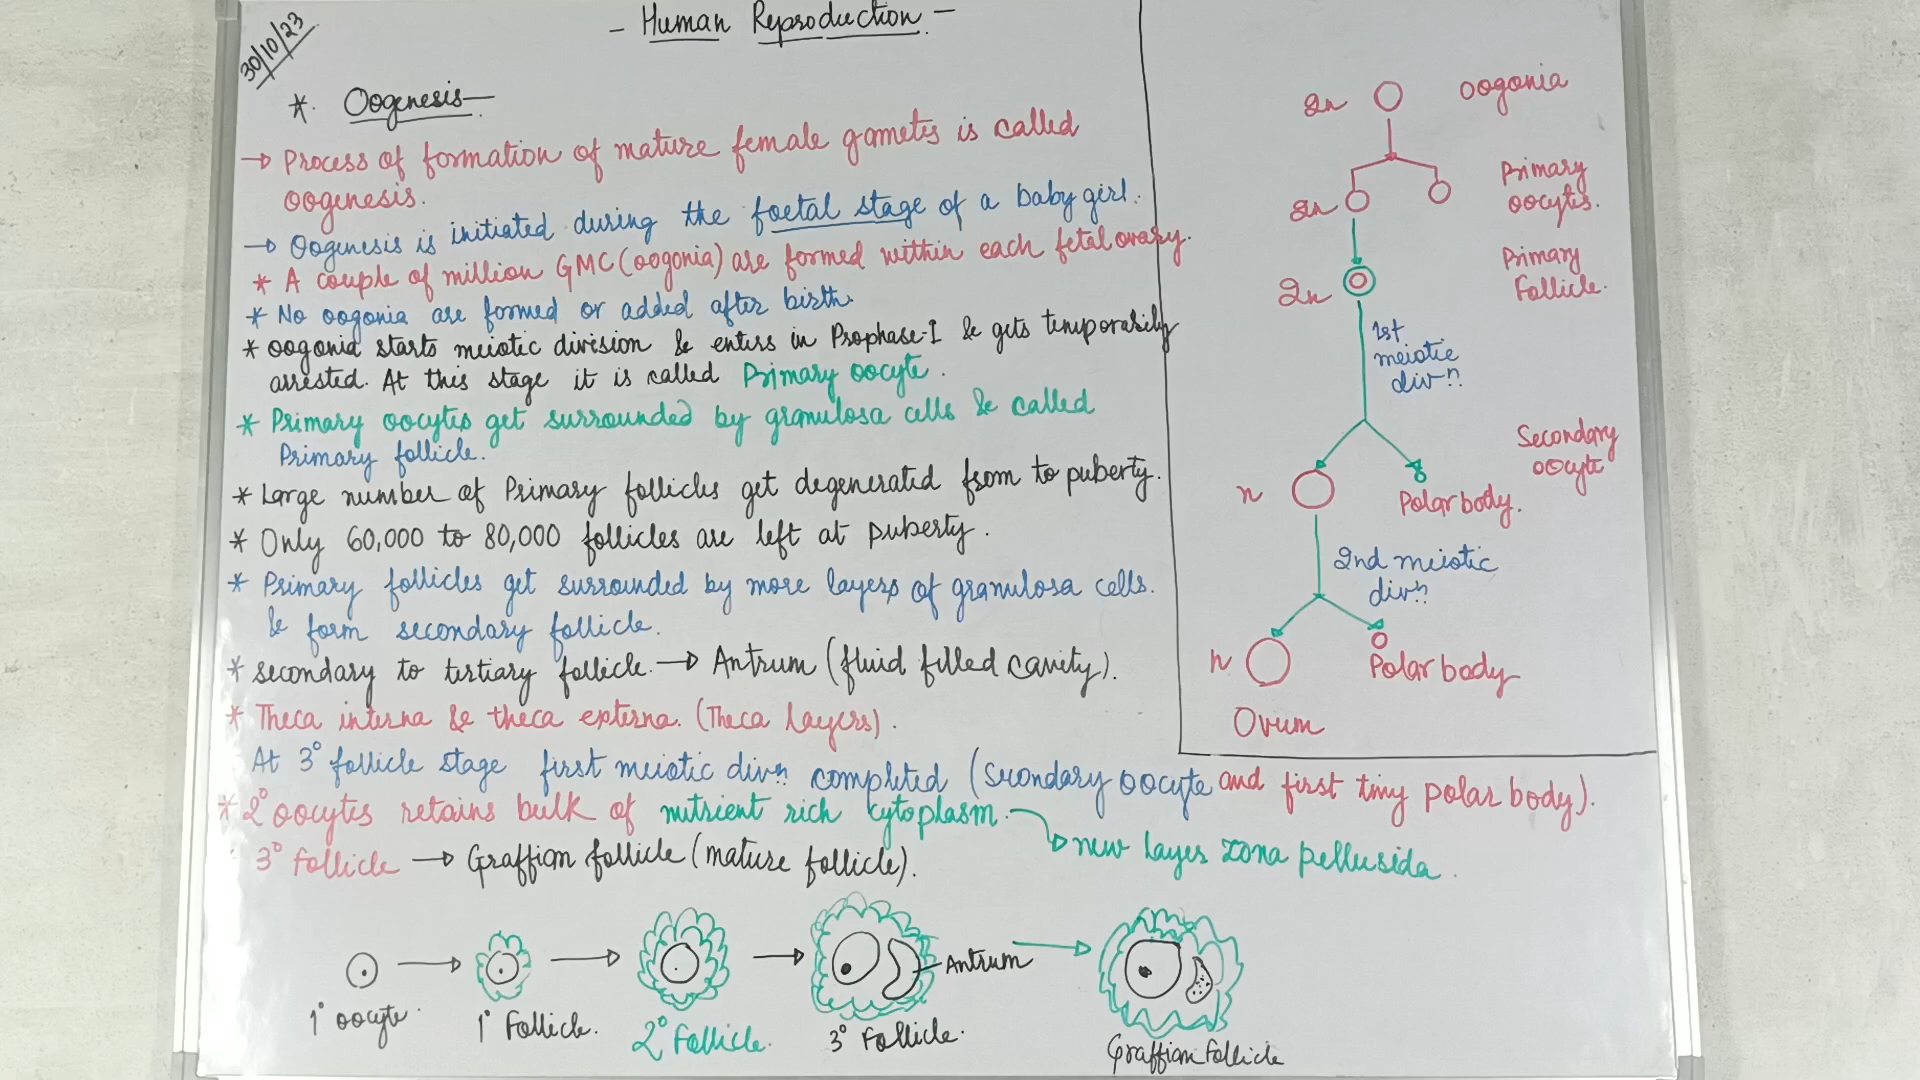 30/10/23
- Human Reproduction -
*. Oogenesis-
→ Process of formation of mature female gametes is called
oogenesis.
→ Oogenesis is initiated during the foetal stage of a baby girl.
* A couple of million GMC (oogonia) are formed within each fetal ovary.
* No oogonia are formed or added after birth.
* oogonia starts meiotic division & enters in Prophase-I & gets temporarily
arrested. At this stage it is called Primary oocyte.
* Primary oocytes get surrounded by granulosa cells & called
Primary follicle.
* Large number of Primary follicles get degenerated from to puberty.
* Only 60,000 to 80,000 follicles are left at puberty.
* Primary follicles get surrounded by more layers of granulosa cells.
& form secondary follicle.
* secondary to tertiary follicle. → Antrum (fluid filled cavity).
* Theca interna & theca externa. (Theca layers).
At 3° follicle stage first meiotic divⁿ completed (Secondary oocyte and first tiny polar body).
* 2° oocytes retains bulk of nutrient rich cytoplasm.
→ new layer zona pellusida.
3° follicle → Graffian follicle (mature follicle).
1° oocyte.
1° Follicle.
2° Follicle.
3° Follicle.
Antrum
Graffian follicle
2n oogonia
2n Primary
oocytes.
2n Primary
Follicle.
1st
meiotic
divⁿ
Secondary
oocyte
n Polar body.
2nd meiotic
divⁿ
n Polar body
Ovum